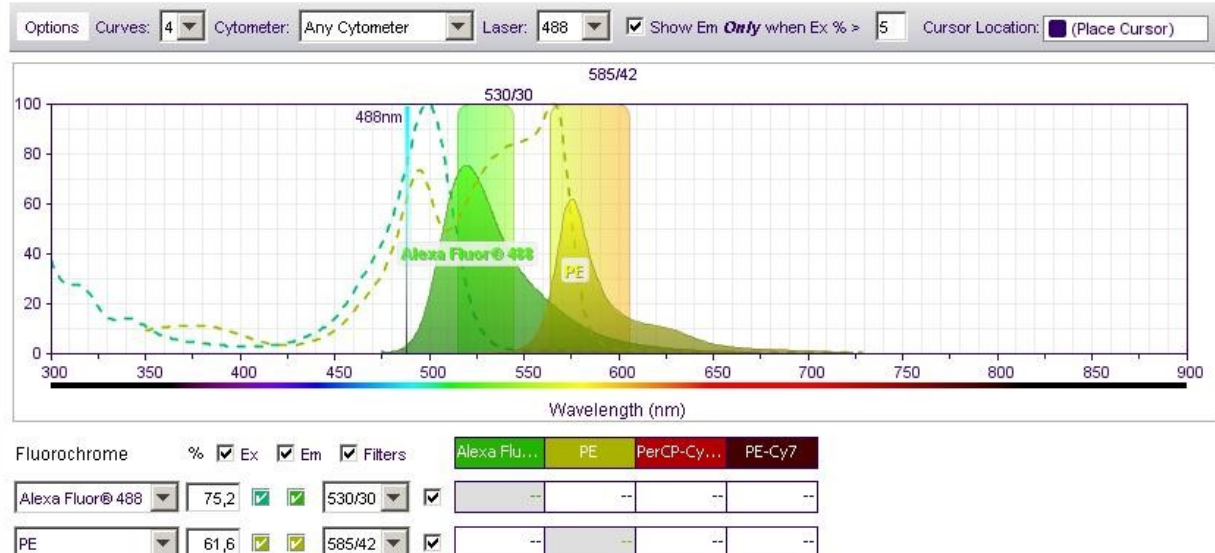 Options Curves: 4 Cytometer: Any Cytometer Laser: 488 Show Em Only when Ex % > 5 Cursor Location: (Place Cursor)
585/42
530/30
488nm
100
80
60
40
20
0
Alexa Fluor® 488
PE
300 350 400 450 500 550 600 650 700 750 800 850 900
Wavelength (nm)
Fluorochrome % Ex Em Filters Alexa Flu... PE PerCP-Cy... PE-Cy7
Alexa Fluor® 488 75,2 530/30 -- -- -- --
PE 61,6 585/42 -- -- -- --